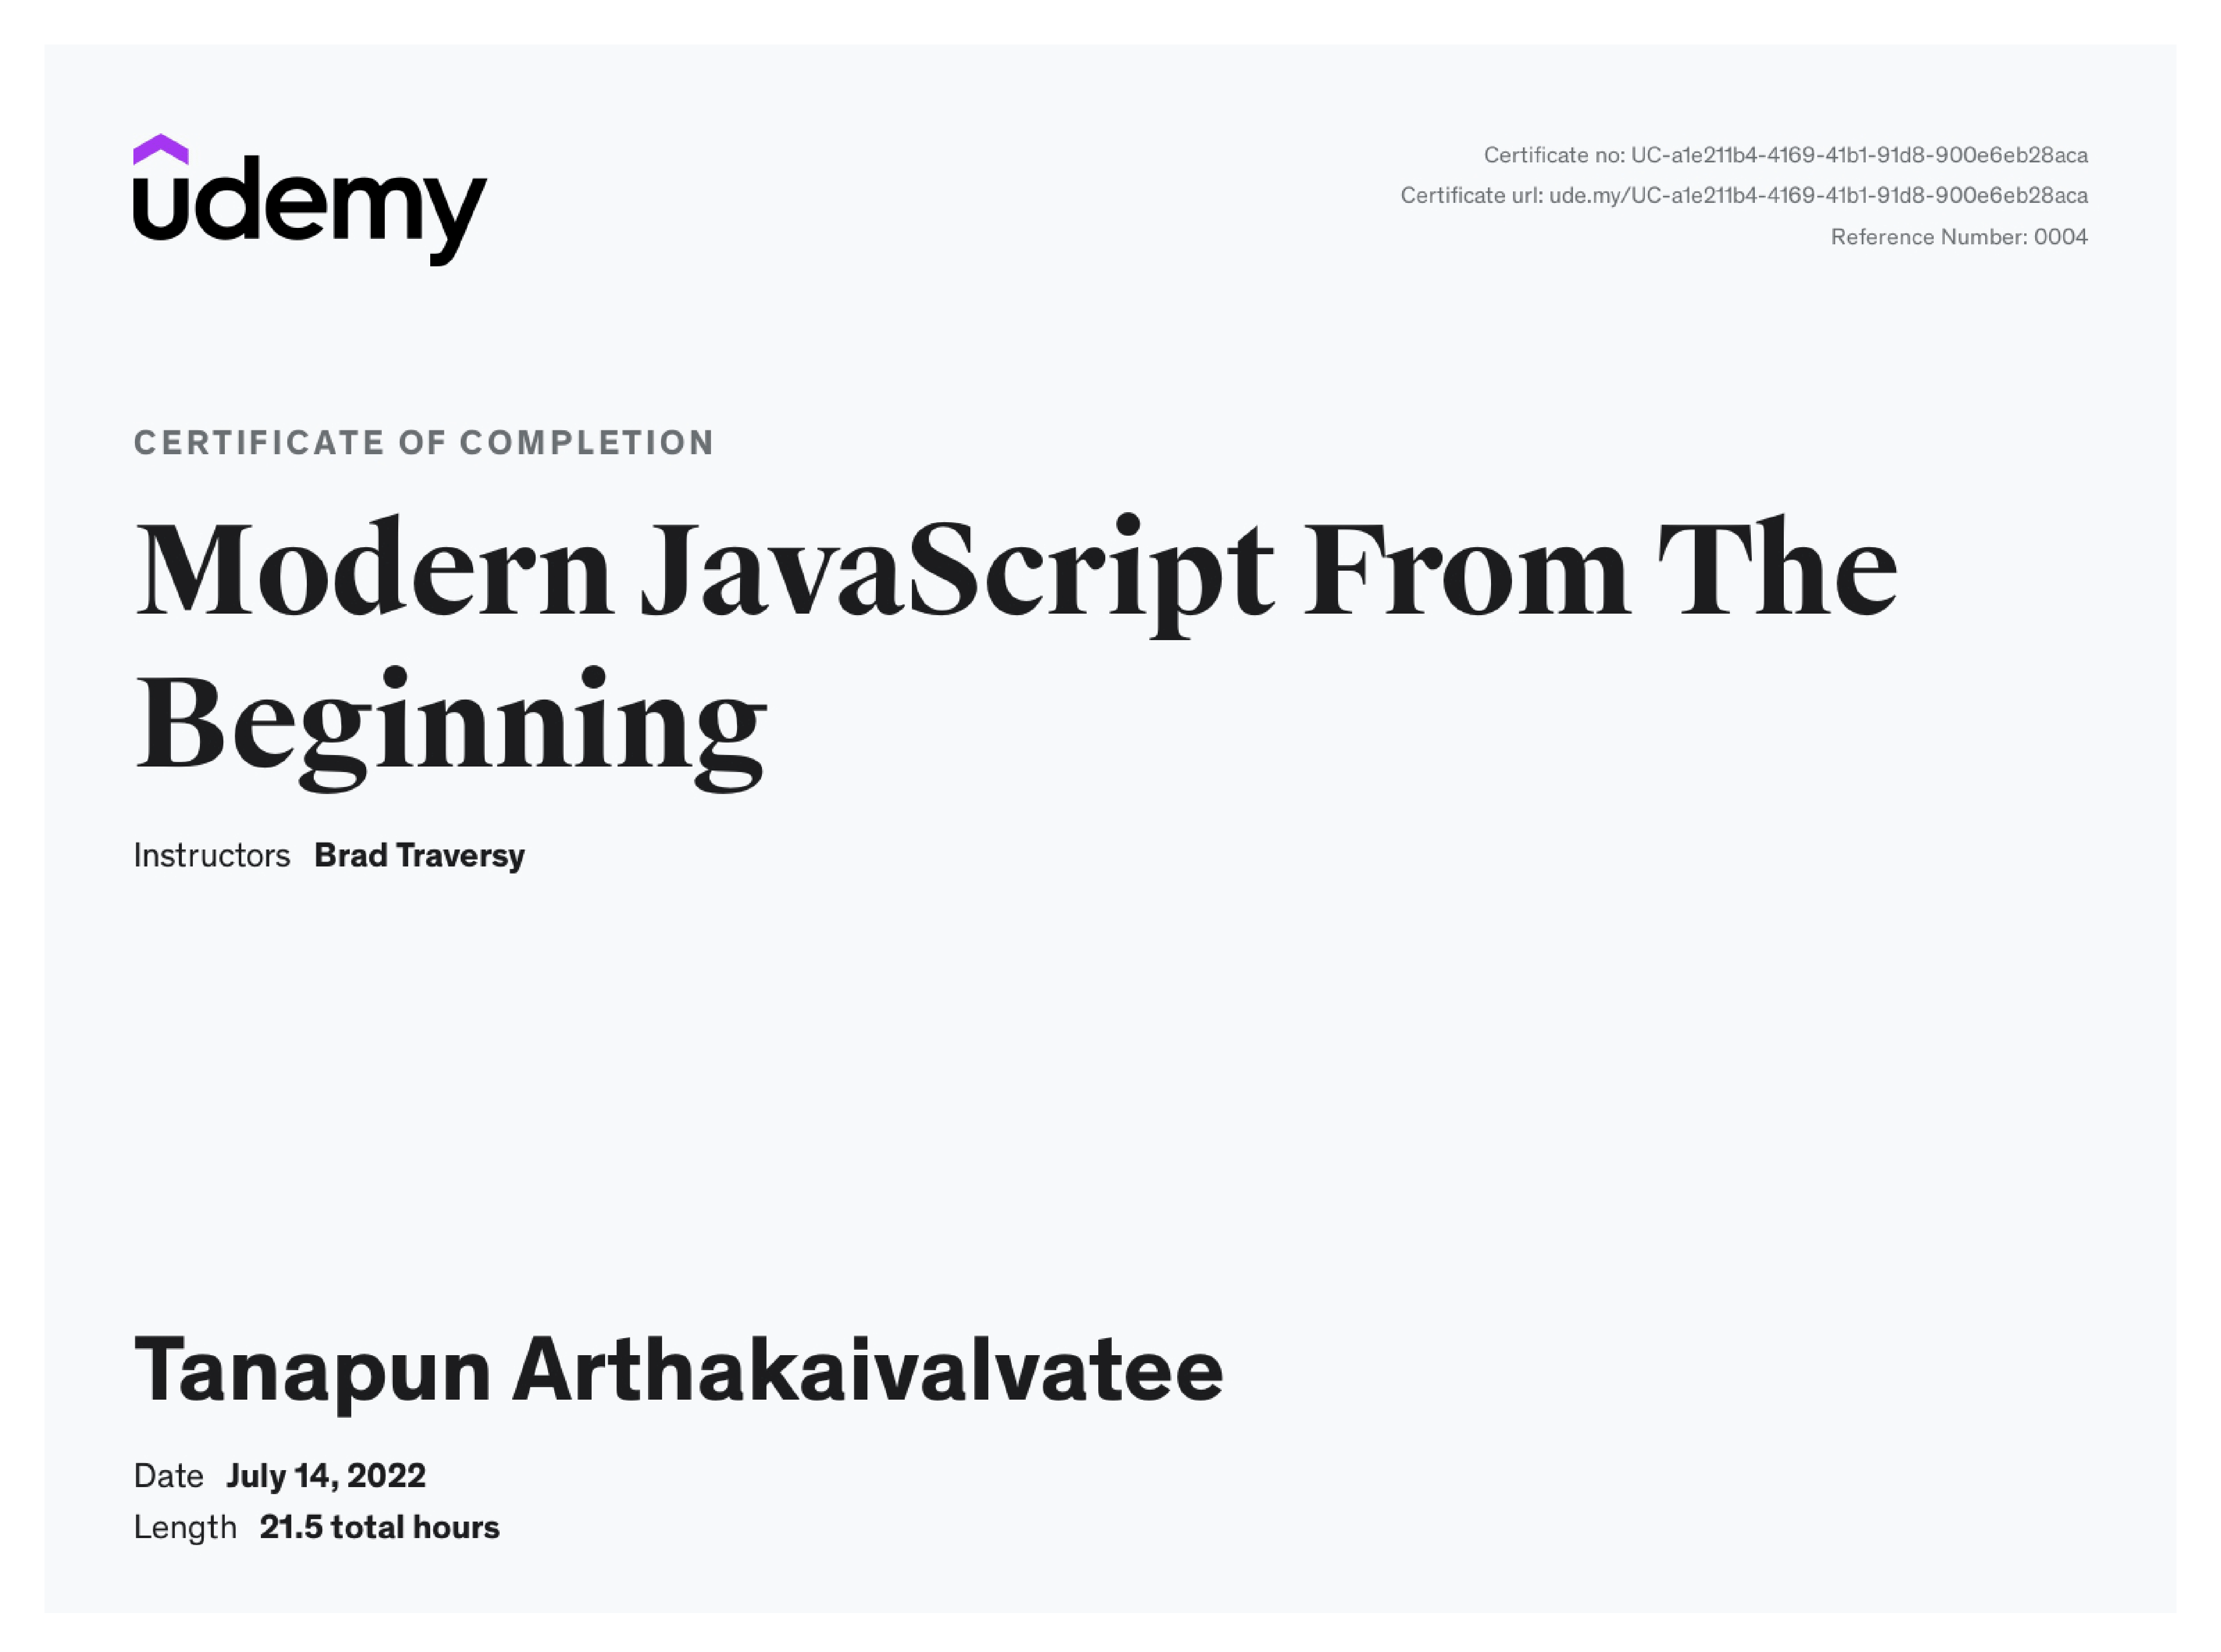 udemy
Certificate no: UC-a1e211b4-4169-41b1-91d8-900e6eb28aca
Certificate url: ude.my/UC-a1e211b4-4169-41b1-91d8-900e6eb28aca
Reference Number: 0004
CERTIFICATE OF COMPLETION
Modern JavaScript From The
Beginning
Instructors Brad Traversy
Tanapun Arthakaivalvatee
Date July 14, 2022
Length 21.5 total hours